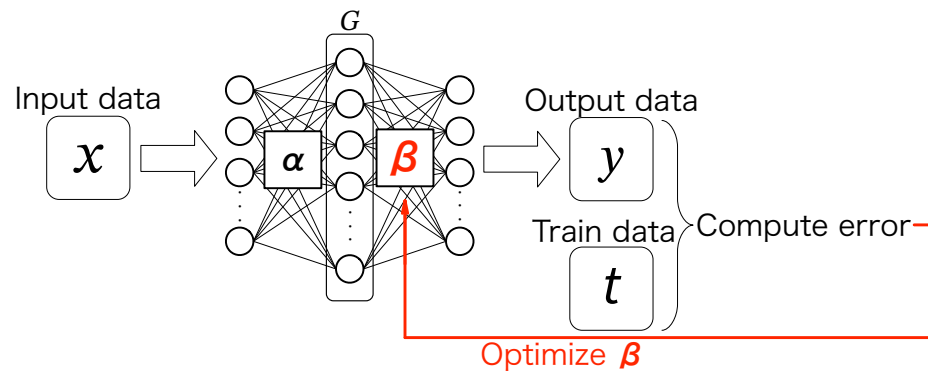 G
Input data
x
α
β
Output data
y
Train data
t
Compute error
Optimize β